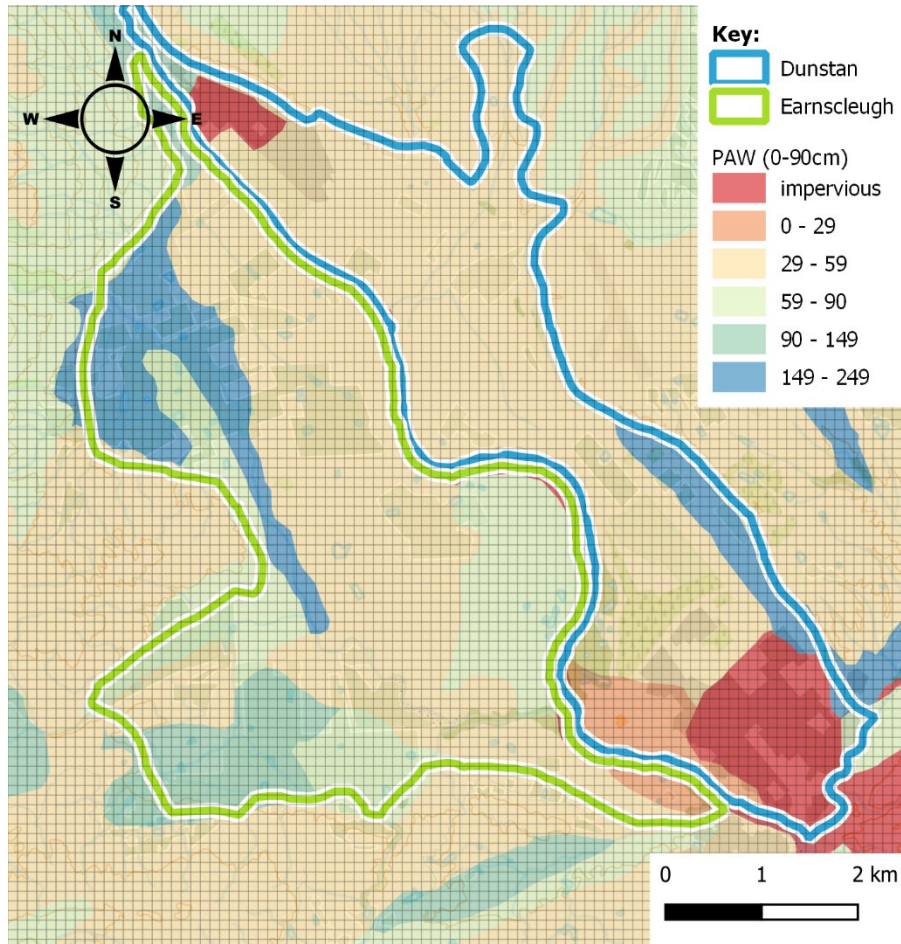 N
W
E
S
Key:
Dunstan
Earnscleugh
PAW (0-90cm)
impervious
0 - 29
29 - 59
59 - 90
90 - 149
149 - 249
0 1 2 km